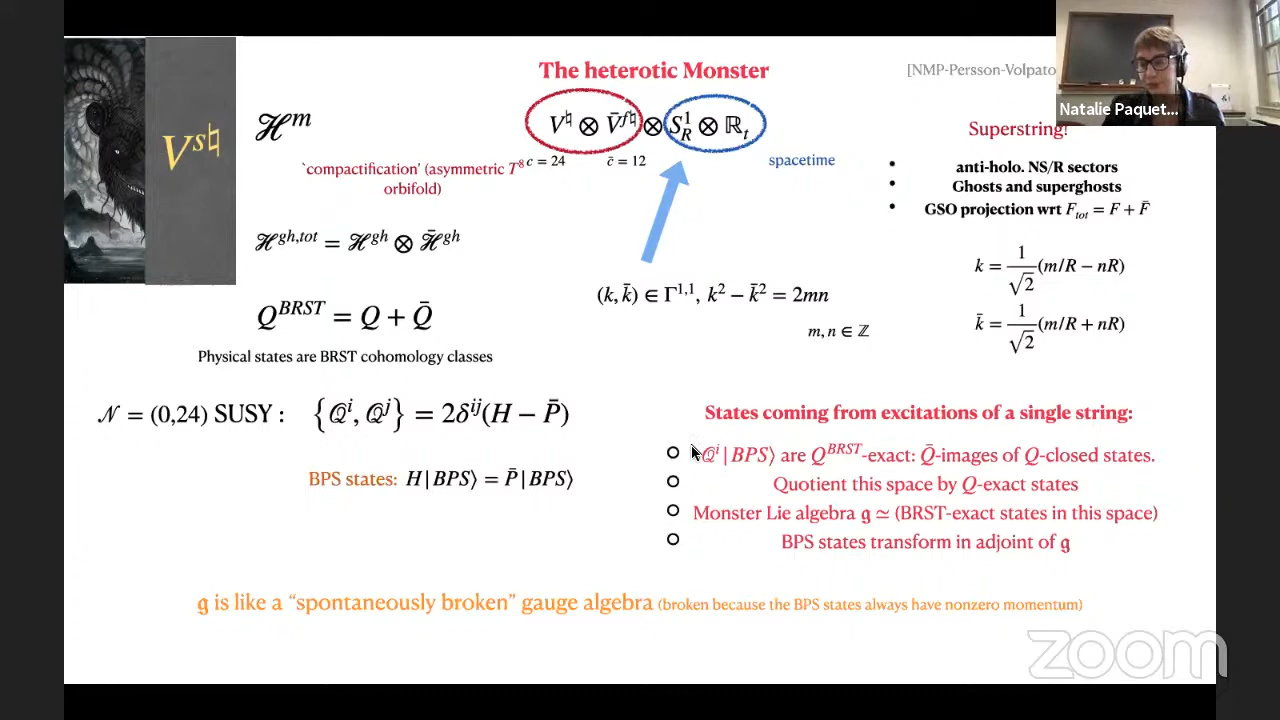 The heterotic Monster
[NMP-Persson-Volpato
Natalie Paquet...
V^{s♮}
ℋ^m
V^♮ ⊗ V̄^{f♮} ⊗ S^1_R ⊗ ℝ_t
c = 24
c̄ = 12
spacetime
`compactification' (asymmetric T^8
orbifold)
Superstring!
• anti-holo. NS/R sectors
• Ghosts and superghosts
• GSO projection wrt F_{tot} = F + F̄
ℋ^{gh,tot} = ℋ^{gh} ⊗ ℋ̄^{gh}
k = 1/√2 (m/R − nR)
(k, k̄) ∈ Γ^{1,1}, k^2 − k̄^2 = 2mn
m, n ∈ ℤ
k̄ = 1/√2 (m/R + nR)
Q^{BRST} = Q + Q̄
Physical states are BRST cohomology classes
𝒩 = (0,24) SUSY : {𝒬^i, 𝒬^j} = 2δ^{ij}(H − P̄)
BPS states: H|BPS⟩ = P̄|BPS⟩
States coming from excitations of a single string:
𝒬^i|BPS⟩ are Q^{BRST}-exact: Q̄-images of Q-closed states.
Quotient this space by Q-exact states
Monster Lie algebra 𝔤 ≃ (BRST-exact states in this space)
BPS states transform in adjoint of 𝔤
𝔤 is like a “spontaneously broken” gauge algebra (broken because the BPS states always have nonzero momentum)
zoom